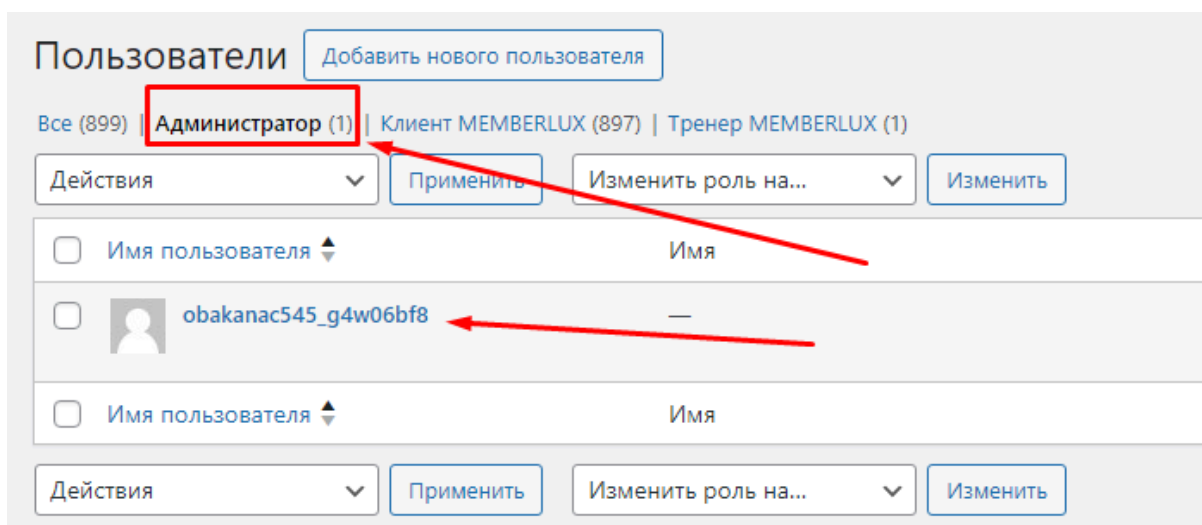 Пользователи Добавить нового пользователя
Все (899) | Администратор (1) | Клиент MEMBERLUX (897) | Тренер MEMBERLUX (1)
Действия Применить Изменить роль на... Изменить
Имя пользователя Имя
obakanac545_g4w06bf8 —
Имя пользователя Имя
Действия Применить Изменить роль на... Изменить